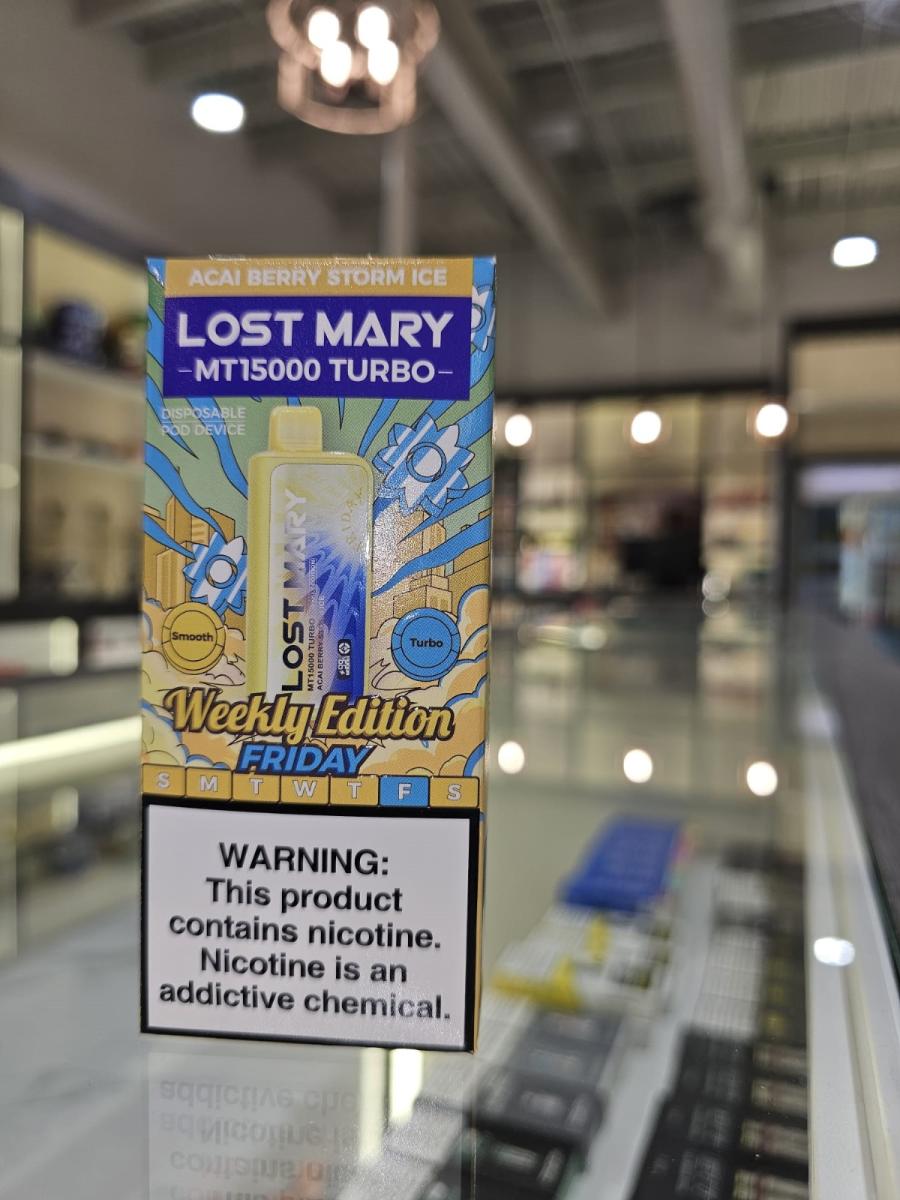 ACAI BERRY STORM ICE
LOST MARY
-MT15000 TURBO-
DISPOSABLE
POD DEVICE
LOST MARY
MT15000 TURBO
Smooth
Turbo
Weekly Edition
FRIDAY
S M T W T F S
WARNING:
This product
contains nicotine.
Nicotine is an
addictive chemical.